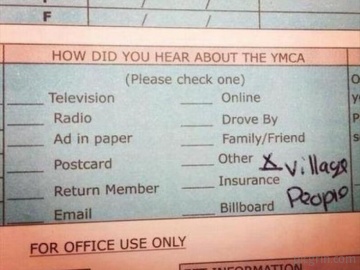 F / /
HOW DID YOU HEAR ABOUT THE YMCA
(Please check one)
Television
Online
Radio
Drove By
Ad in paper
Family/Friend
Postcard
Other X Village People
Return Member
Insurance
Email
Billboard
FOR OFFICE USE ONLY
INFORMATION